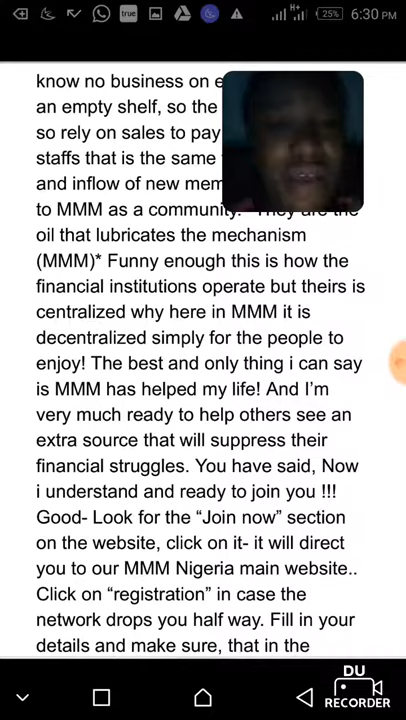 true
H+
25%
6:30 PM
know no business on
an empty shelf, so the
so rely on sales to pay
staffs that is the same
and inflow of new
to MMM as a community. They are the
oil that lubricates the mechanism
(MMM)* Funny enough this is how the
financial institutions operate but theirs is
centralized why here in MMM it is
decentralized simply for the people to
enjoy! The best and only thing i can say
is MMM has helped my life! And I’m
very much ready to help others see an
extra source that will suppress their
financial struggles. You have said, Now
i understand and ready to join you !!!
Good- Look for the “Join now” section
on the website, click on it- it will direct
you to our MMM Nigeria main website..
Click on “registration” in case the
network drops you half way. Fill in your
details and make sure, that in the
DU
RECORDER